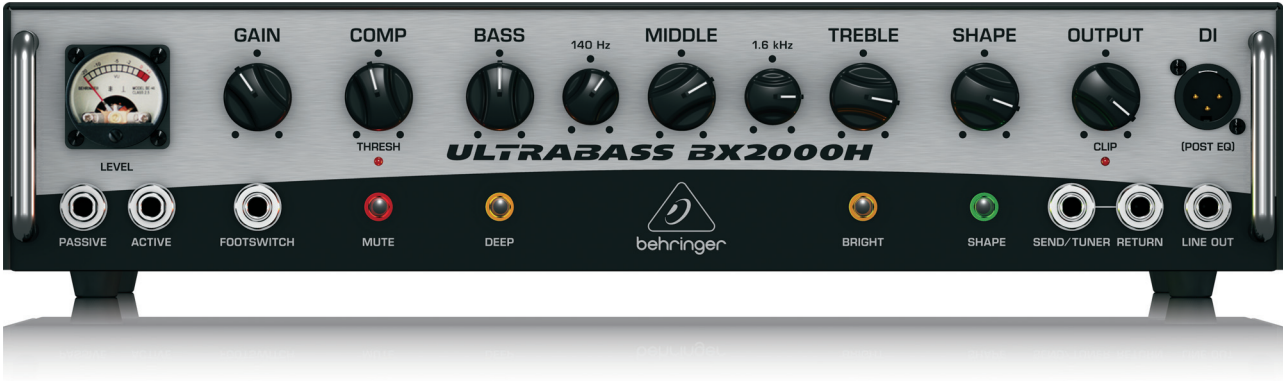 GAIN
COMP
BASS
140 Hz
MIDDLE
1.6 kHz
TREBLE
SHAPE
OUTPUT
DI
VU
LEVEL
THRESH
CLIP
(POST EQ)
ULTRABASS BX2000H
PASSIVE
ACTIVE
FOOTSWITCH
MUTE
DEEP
behringer
BRIGHT
SHAPE
SEND/TUNER
RETURN
LINE OUT